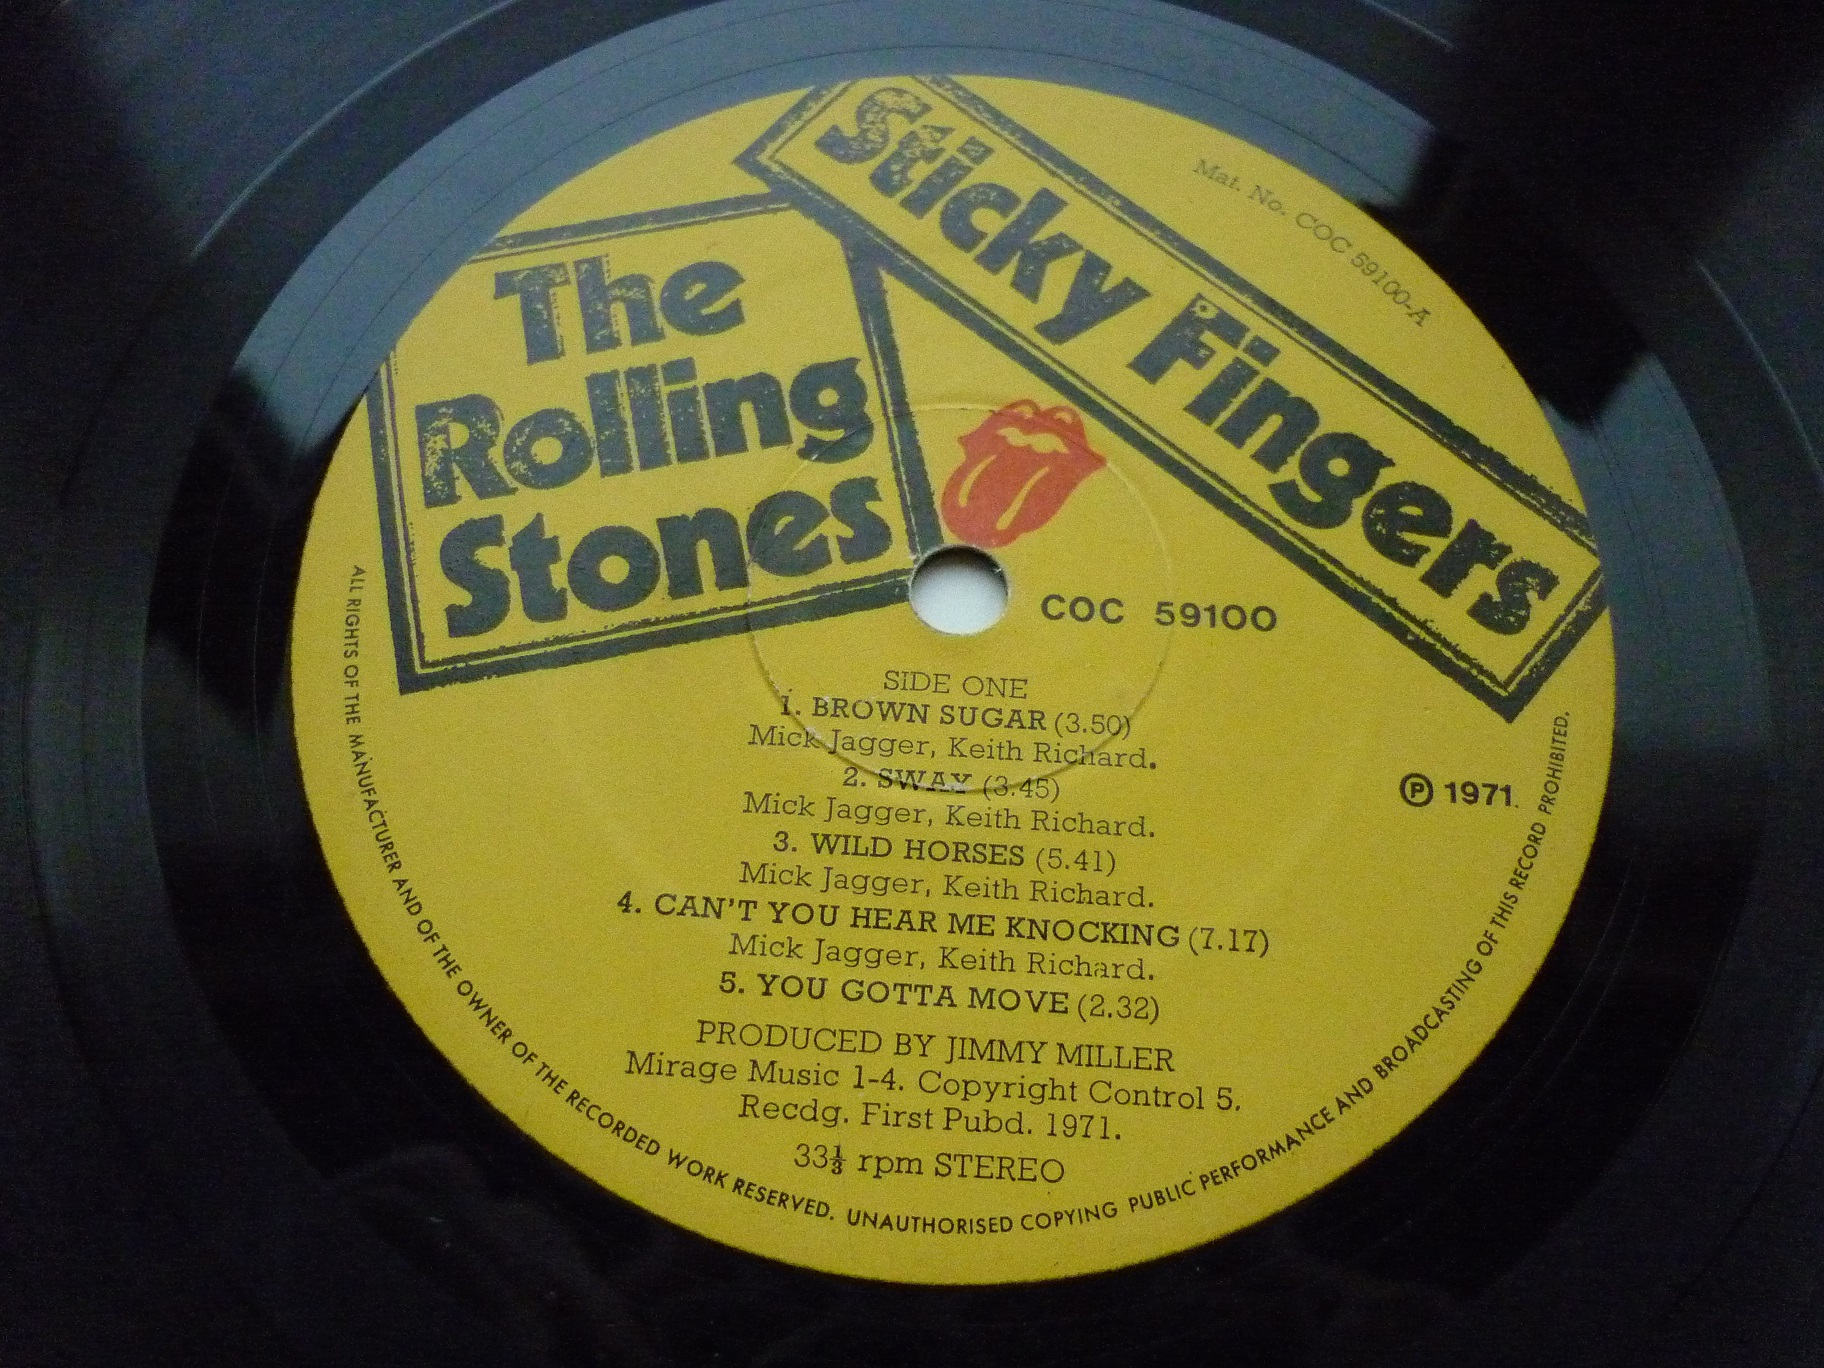 The
Rolling
Stones
Sticky Fingers
Mat. No. COC 59100-A
COC 59100
SIDE ONE
1. BROWN SUGAR (3.50)
Mick Jagger, Keith Richard.
2. SWAY (3.45)
Mick Jagger, Keith Richard.
3. WILD HORSES (5.41)
Mick Jagger, Keith Richard.
4. CAN'T YOU HEAR ME KNOCKING (7.17)
Mick Jagger, Keith Richard.
5. YOU GOTTA MOVE (2.32)
PRODUCED BY JIMMY MILLER
Mirage Music 1-4. Copyright Control 5.
Recdg. First Pubd. 1971.
33⅓ rpm STEREO
℗ 1971.
ALL RIGHTS OF THE MANUFACTURER AND OF THE OWNER OF THE RECORDED WORK RESERVED. UNAUTHORISED COPYING PUBLIC PERFORMANCE AND BROADCASTING OF THIS RECORD PROHIBITED.